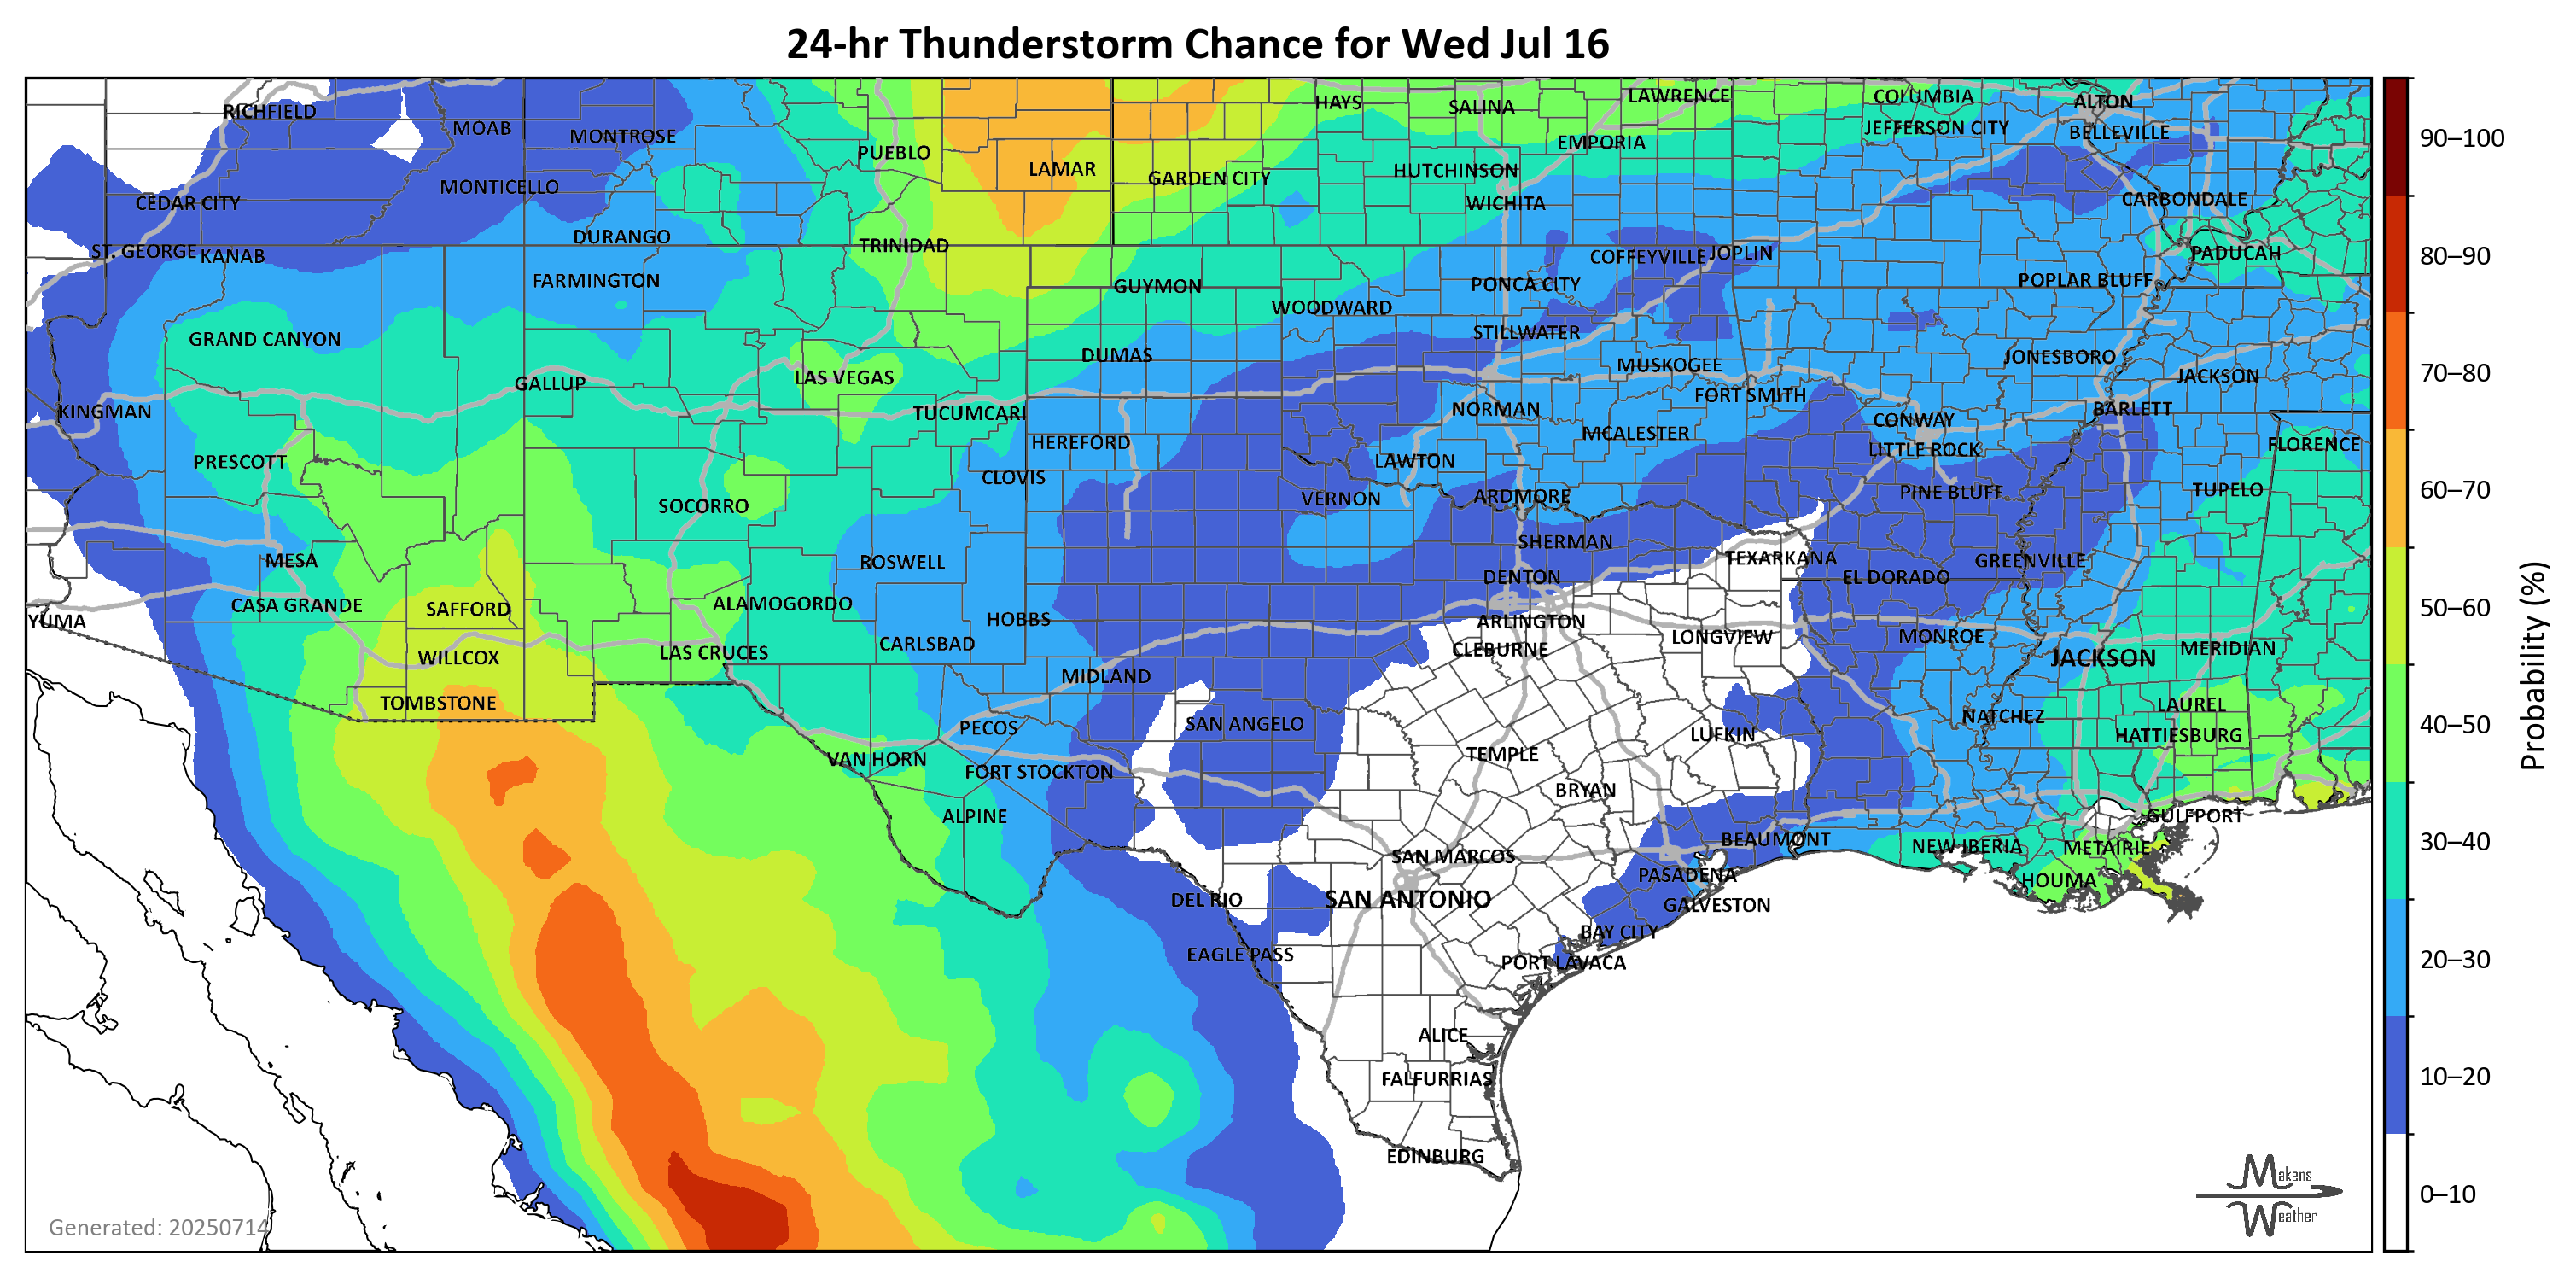 24-hr Thunderstorm Chance for Wed Jul 16
HAYS
SALINA
LAWRENCE
COLUMBIA
ALTON
RICHFIELD
MOAB
MONTROSE
PUEBLO
LAMAR
GARDEN CITY
HUTCHINSON
EMPORIA
JEFFERSON CITY
BELLEVILLE
90–100
CEDAR CITY
MONTICELLO
WICHITA
CARBONDALE
ST. GEORGE
KANAB
DURANGO
TRINIDAD
COFFEYVILLE
JOPLIN
PADUCAH
80–90
FARMINGTON
GUYMON
WOODWARD
PONCA CITY
POPLAR BLUFF
GRAND CANYON
DUMAS
STILLWATER
MUSKOGEE
JONESBORO
JACKSON
70–80
GALLUP
LAS VEGAS
FORT SMITH
KINGMAN
TUCUMCARI
NORMAN
CONWAY
BARLETT
HEREFORD
MCALESTER
LITTLE ROCK
FLORENCE
PRESCOTT
CLOVIS
LAWTON
60–70
SOCORRO
VERNON
ARDMORE
PINE BLUFF
TUPELO
MESA
ROSWELL
SHERMAN
TEXARKANA
GREENVILLE
CASA GRANDE
SAFFORD
ALAMOGORDO
DENTON
EL DORADO
50–60
YUMA
HOBBS
ARLINGTON
WILLCOX
LAS CRUCES
CARLSBAD
CLEBURNE
LONGVIEW
MONROE
JACKSON
MERIDIAN
Probability (%)
TOMBSTONE
MIDLAND
PECOS
SAN ANGELO
LUFKIN
NATCHEZ
LAUREL
HATTIESBURG
40–50
VAN HORN
FORT STOCKTON
TEMPLE
BRYAN
ALPINE
BEAUMONT
NEW IBERIA
METAIRIE
GULFPORT
30–40
SAN MARCOS
PASADENA
HOUMA
DEL RIO
SAN ANTONIO
GALVESTON
EAGLE PASS
BAY CITY
PORT LAVACA
20–30
ALICE
FALFURRIAS
10–20
EDINBURG
Makens
Weather
0–10
Generated: 20250714